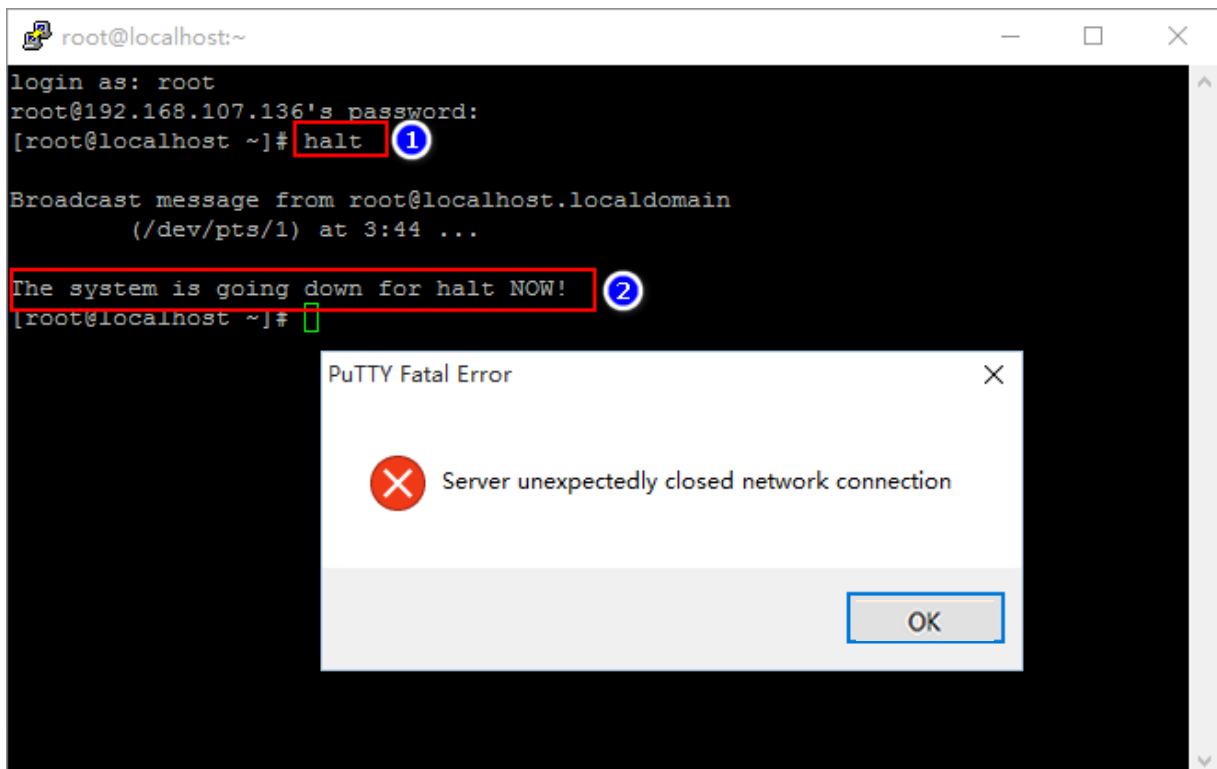 root@localhost:~
login as: root
root@192.168.107.136's password:
[root@localhost ~]# halt 1
Broadcast message from root@localhost.localdomain
(/dev/pts/1) at 3:44 ...
The system is going down for halt NOW! 2
[root@localhost ~]#
PuTTY Fatal Error
Server unexpectedly closed network connection
OK